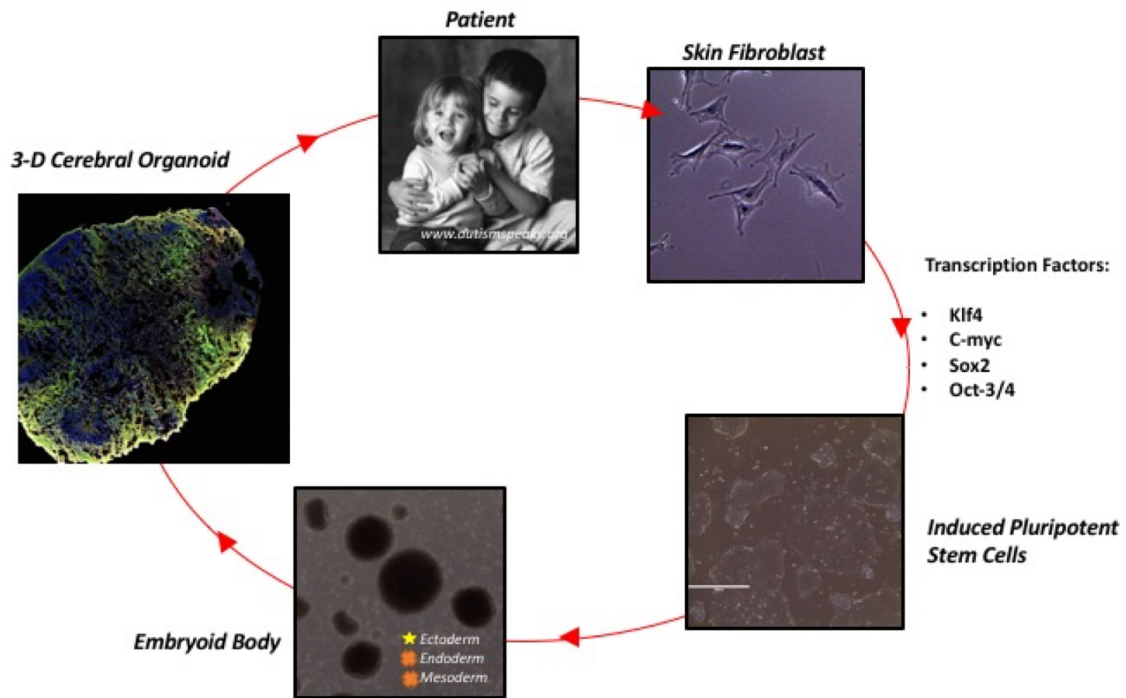 Patient
Skin Fibroblast
3-D Cerebral Organoid
www.autismspeaks.org
Transcription Factors:
• Klf4
• C-myc
• Sox2
• Oct-3/4
Induced Pluripotent
Stem Cells
Embryoid Body
Ectoderm
Endoderm
Mesoderm